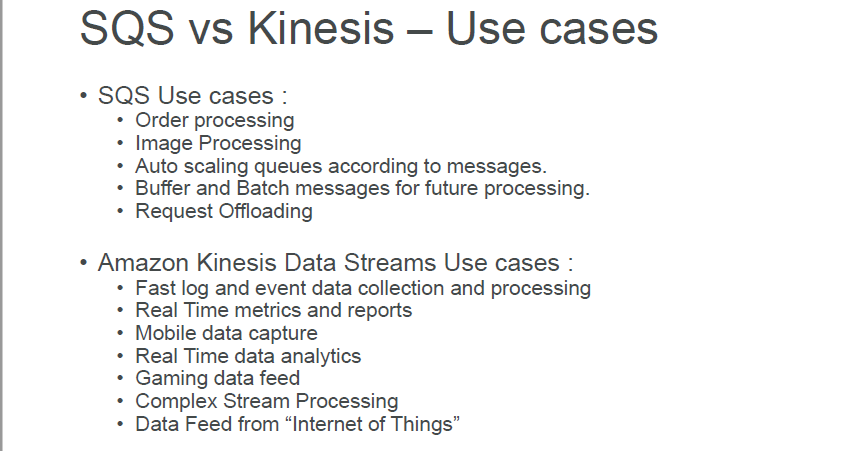 SQS vs Kinesis – Use cases
• SQS Use cases :
• Order processing
• Image Processing
• Auto scaling queues according to messages.
• Buffer and Batch messages for future processing.
• Request Offloading
• Amazon Kinesis Data Streams Use cases :
• Fast log and event data collection and processing
• Real Time metrics and reports
• Mobile data capture
• Real Time data analytics
• Gaming data feed
• Complex Stream Processing
• Data Feed from “Internet of Things”